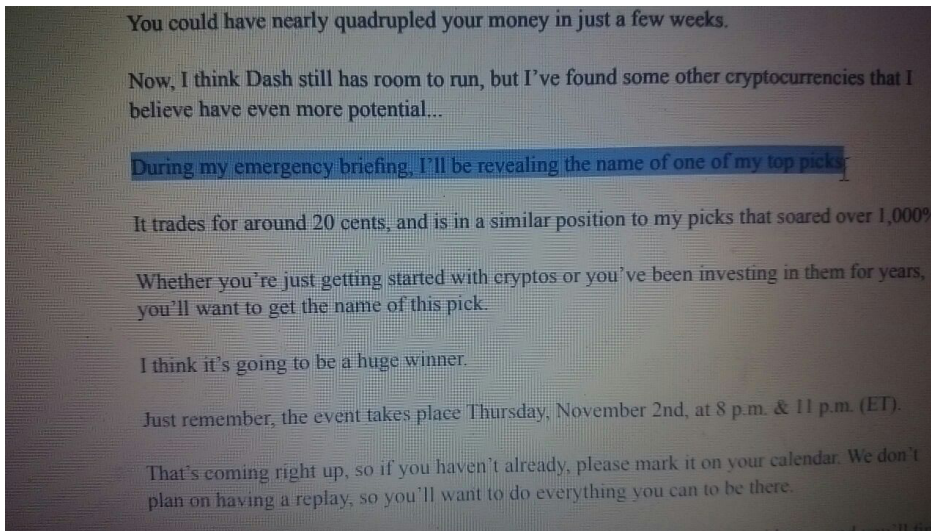 You could have nearly quadrupled your money in just a few weeks.
Now, I think Dash still has room to run, but I've found some other cryptocurrencies that I
believe have even more potential...
During my emergency briefing, I'll be revealing the name of one of my top picks
It trades for around 20 cents, and is in a similar position to my picks that soared over 1,000%
Whether you're just getting started with cryptos or you've been investing in them for years,
you'll want to get the name of this pick.
I think it's going to be a huge winner.
Just remember, the event takes place Thursday, November 2nd, at 8 p.m. & 11 p.m. (ET).
That's coming right up, so if you haven't already, please mark it on your calendar. We don't
plan on having a replay, so you'll want to do everything you can to be there.